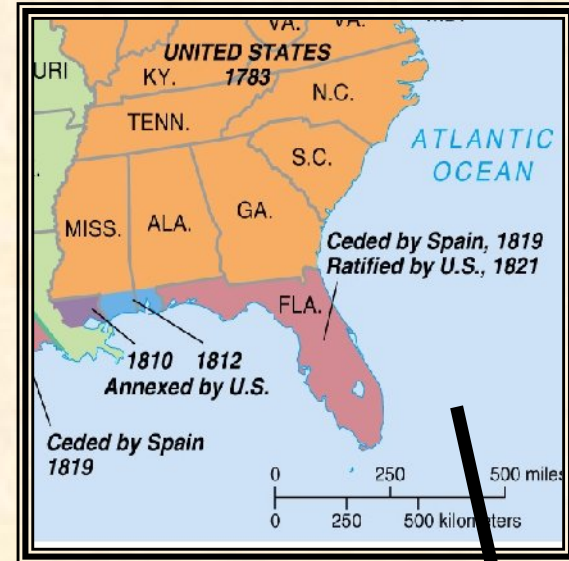 VA.
UNITED STATES
1783
URI
KY.
N.C.
TENN.
ATLANTIC
OCEAN
S.C.
MISS.
ALA.
GA.
Ceded by Spain, 1819
Ratified by U.S., 1821
FLA.
1810 1812
Annexed by U.S.
Ceded by Spain
1819
0 250 500 miles
0 250 500 kilometers